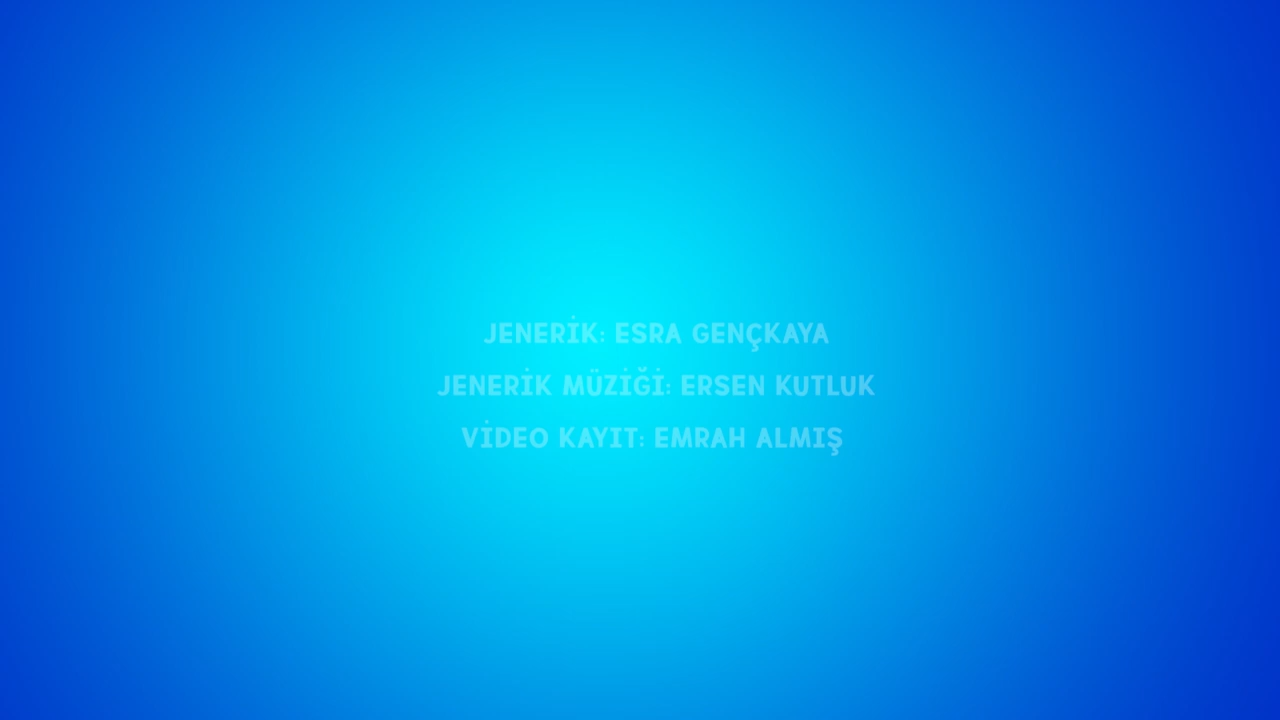 JENERİK: ESRA GENÇKAYA
JENERİK MÜZİĞİ: ERSEN KUTLUK
VİDEO KAYIT: EMRAH ALMIŞ